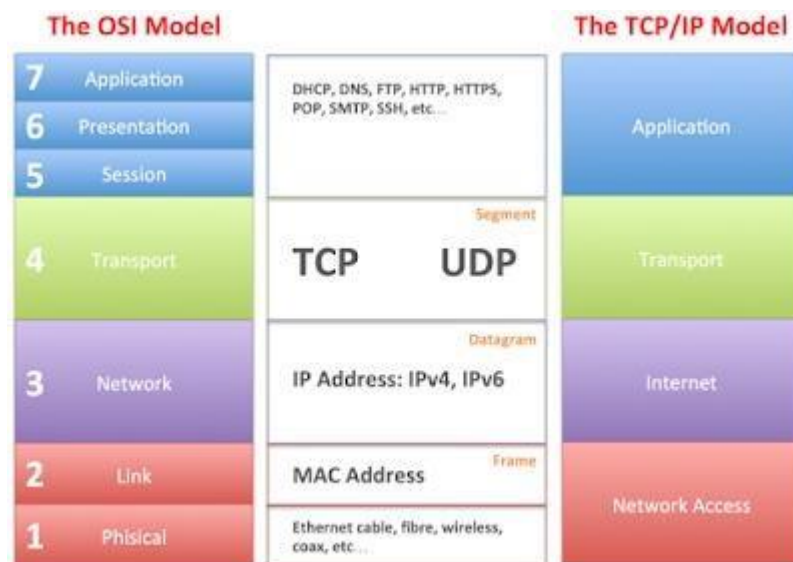 The OSI Model
The TCP/IP Model
7 Application
6 Presentation
5 Session
4 Transport
3 Network
2 Link
1 Phisical
DHCP, DNS, FTP, HTTP, HTTPS,
POP, SMTP, SSH, etc...
Segment
TCP UDP
Datagram
IP Address: IPv4, IPv6
Frame
MAC Address
Ethernet cable, fibre, wireless,
coax, etc...
Application
Transport
Internet
Network Access